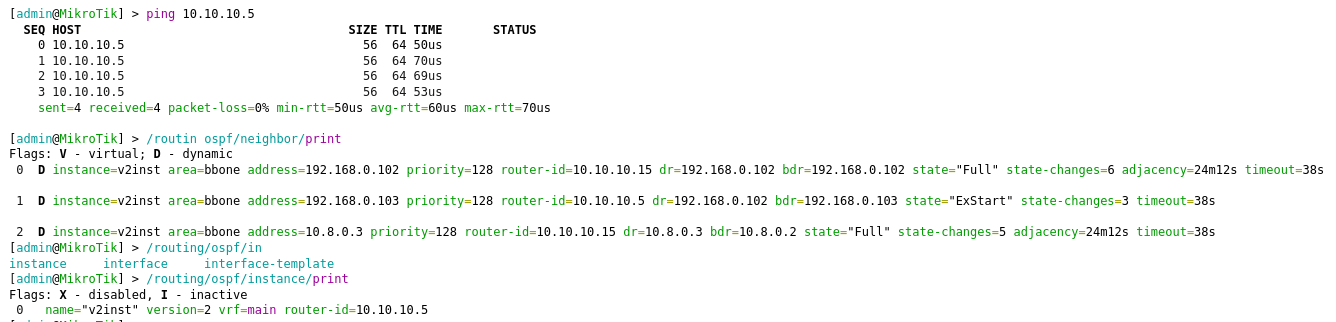 [admin@MikroTik] > ping 10.10.10.5
SEQ HOST SIZE TTL TIME STATUS
0 10.10.10.5 56 64 50us
1 10.10.10.5 56 64 70us
2 10.10.10.5 56 64 69us
3 10.10.10.5 56 64 53us
sent=4 received=4 packet-loss=0% min-rtt=50us avg-rtt=60us max-rtt=70us
[admin@MikroTik] > /routin ospf/neighbor/print
Flags: V - virtual; D - dynamic
0 D instance=v2inst area=bbone address=192.168.0.102 priority=128 router-id=10.10.10.15 dr=192.168.0.102 bdr=192.168.0.102 state="Full" state-changes=6 adjacency=24m12s timeout=38s
1 D instance=v2inst area=bbone address=192.168.0.103 priority=128 router-id=10.10.10.5 dr=192.168.0.102 bdr=192.168.0.103 state="ExStart" state-changes=3 timeout=38s
2 D instance=v2inst area=bbone address=10.8.0.3 priority=128 router-id=10.10.10.15 dr=10.8.0.3 bdr=10.8.0.2 state="Full" state-changes=5 adjacency=24m12s timeout=38s
[admin@MikroTik] > /routing/ospf/in
instance interface interface-template
[admin@MikroTik] > /routing/ospf/instance/print
Flags: X - disabled, I - inactive
0 name="v2inst" version=2 vrf=main router-id=10.10.10.5